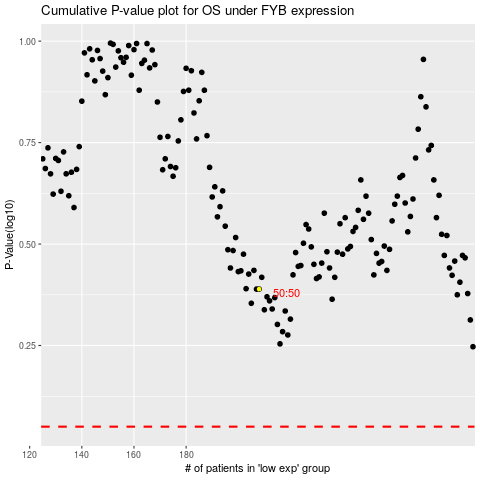 Cumulative P-value plot for OS under FYB expression
P-Value(log10)
1.00
0.75
0.50
0.25
50:50
120 140 160 180
# of patients in 'low exp' group